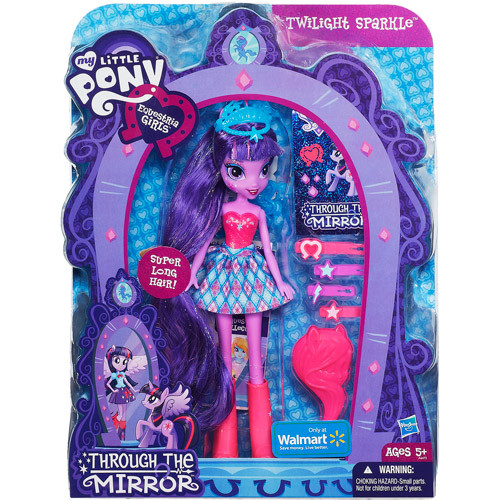 TWILIGHT SPARKLE™
my LITTLE
PONY
EQUESTRIA
GIRLS
THROUGH THE
MIRROR
SUPER
LONG
HAIR!
Only at
Walmart
Save money. Live better.
Hasbro
THROUGH THE
MIRROR
AGES 5+
WARNING:
CHOKING HAZARD-Small parts.
Not for children under 3 years.